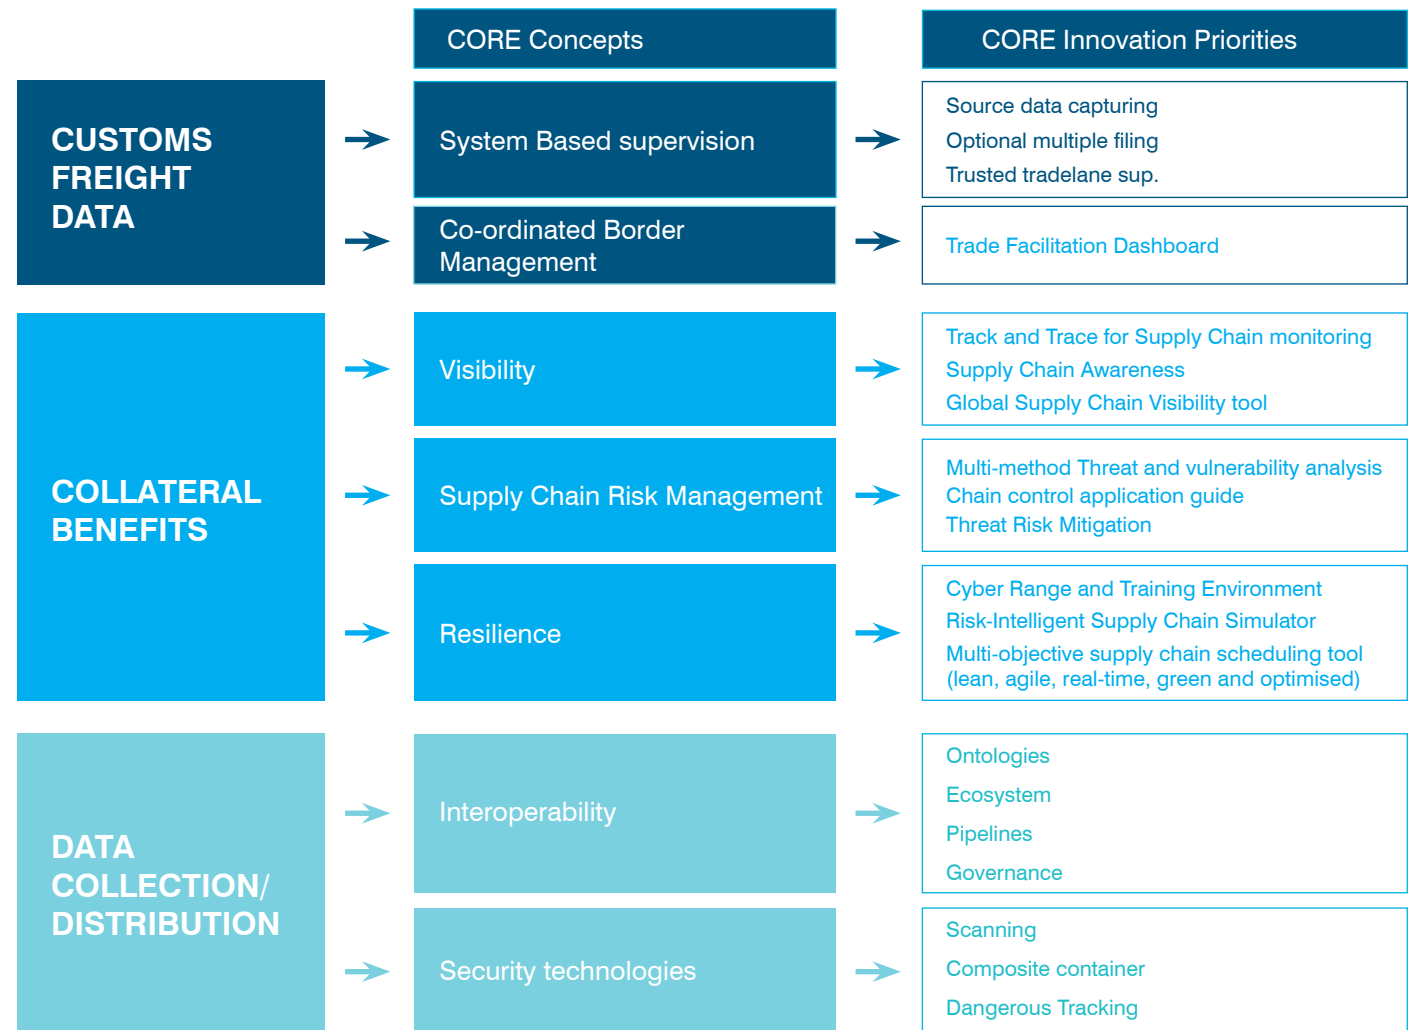 CORE Concepts
CORE Innovation Priorities
CUSTOMS
FREIGHT
DATA
System Based supervision
Source data capturing
Optional multiple filing
Trusted tradelane sup.
Co-ordinated Border
Management
Trade Facilitation Dashboard
COLLATERAL
BENEFITS
Visibility
Track and Trace for Supply Chain monitoring
Supply Chain Awareness
Global Supply Chain Visibility tool
Supply Chain Risk Management
Multi-method Threat and vulnerability analysis
Chain control application guide
Threat Risk Mitigation
Resilience
Cyber Range and Training Environment
Risk-Intelligent Supply Chain Simulator
Multi-objective supply chain scheduling tool
(lean, agile, real-time, green and optimised)
DATA
COLLECTION/
DISTRIBUTION
Interoperability
Ontologies
Ecosystem
Pipelines
Governance
Security technologies
Scanning
Composite container
Dangerous Tracking